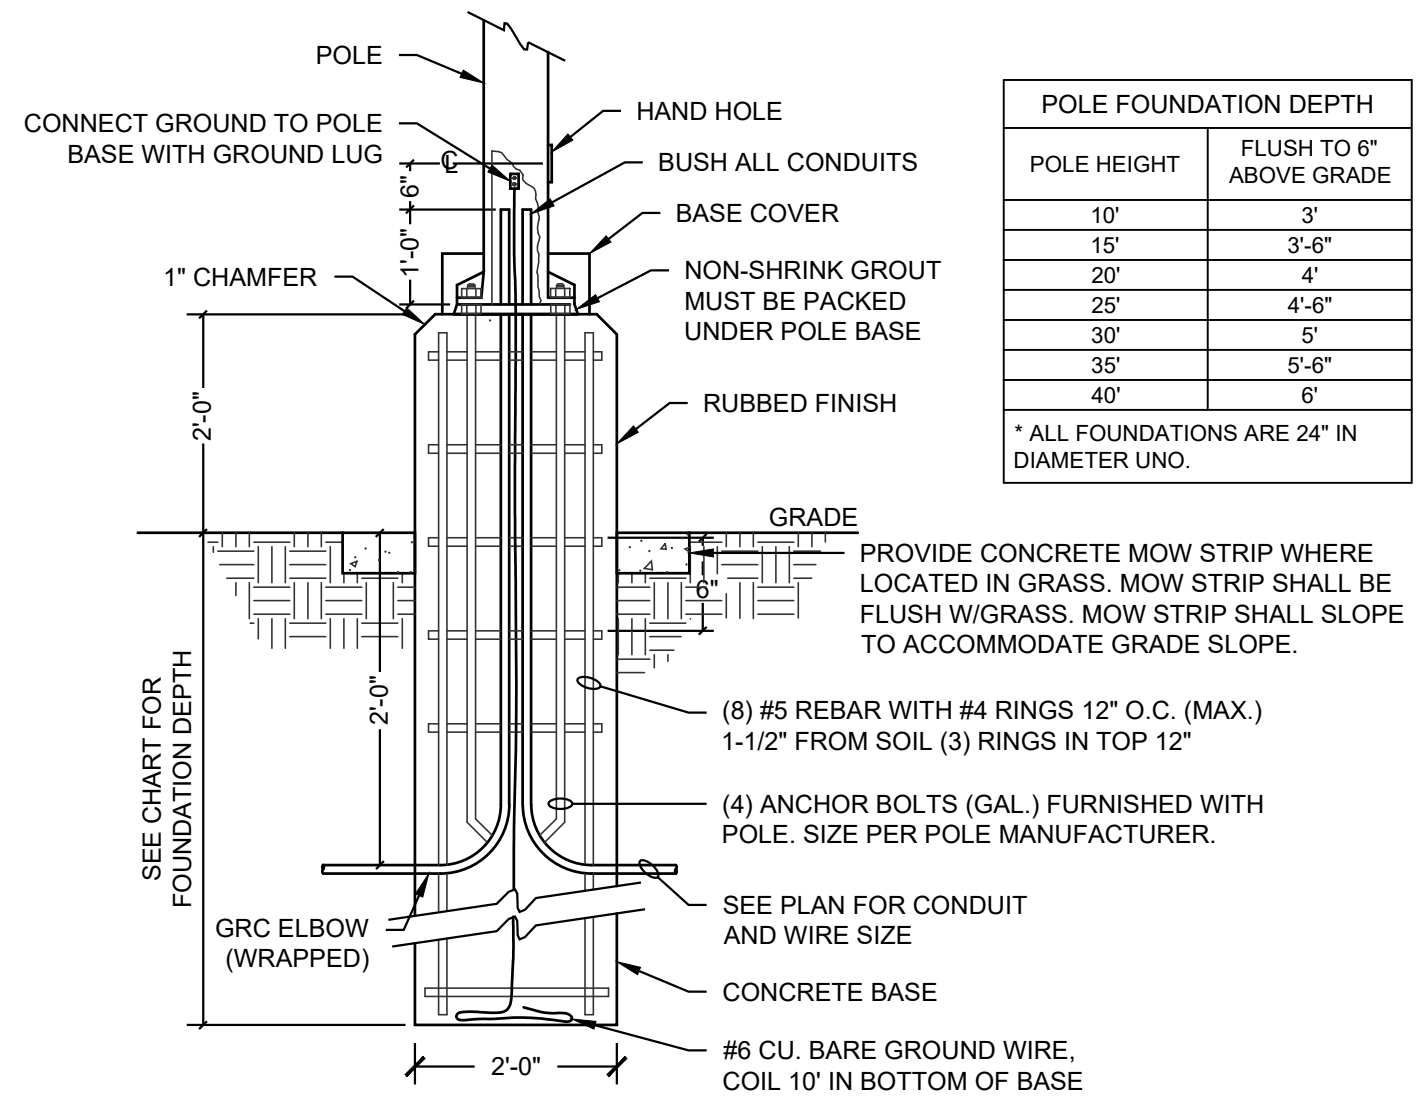 POLE
CONNECT GROUND TO POLE
BASE WITH GROUND LUG
HAND HOLE
BUSH ALL CONDUITS
℄
6"
BASE COVER
1'-0"
1" CHAMFER
NON-SHRINK GROUT
MUST BE PACKED
UNDER POLE BASE
2'-0"
RUBBED FINISH
GRADE
PROVIDE CONCRETE MOW STRIP WHERE
LOCATED IN GRASS. MOW STRIP SHALL BE
FLUSH W/GRASS. MOW STRIP SHALL SLOPE
TO ACCOMMODATE GRADE SLOPE.
6"
2'-0"
SEE CHART FOR
FOUNDATION DEPTH
(8) #5 REBAR WITH #4 RINGS 12" O.C. (MAX.)
1-1/2" FROM SOIL (3) RINGS IN TOP 12"
(4) ANCHOR BOLTS (GAL.) FURNISHED WITH
POLE. SIZE PER POLE MANUFACTURER.
GRC ELBOW
(WRAPPED)
SEE PLAN FOR CONDUIT
AND WIRE SIZE
CONCRETE BASE
#6 CU. BARE GROUND WIRE,
COIL 10' IN BOTTOM OF BASE
2'-0"
POLE FOUNDATION DEPTH
POLE HEIGHT FLUSH TO 6"
ABOVE GRADE
10' 3'
15' 3'-6"
20' 4'
25' 4'-6"
30' 5'
35' 5'-6"
40' 6'
* ALL FOUNDATIONS ARE 24" IN
DIAMETER UNO.